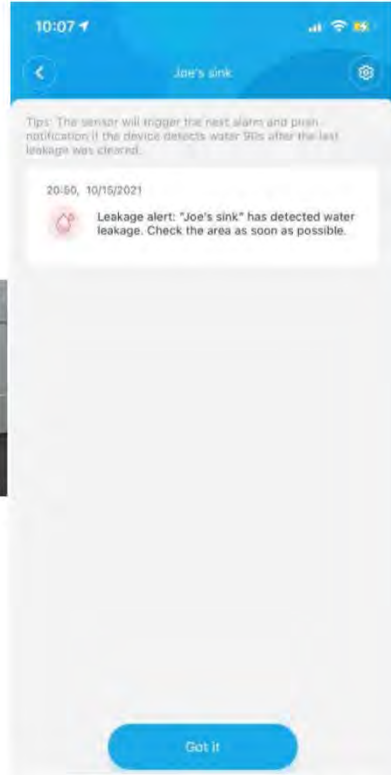 10:07
Joe's sink
Tips: The sensor will trigger the next alarm and push
notification if the device detects water 90s after the last
leakage was cleared.
20:50, 10/15/2021
Leakage alert: "Joe's sink" has detected water
leakage. Check the area as soon as possible.
Got it